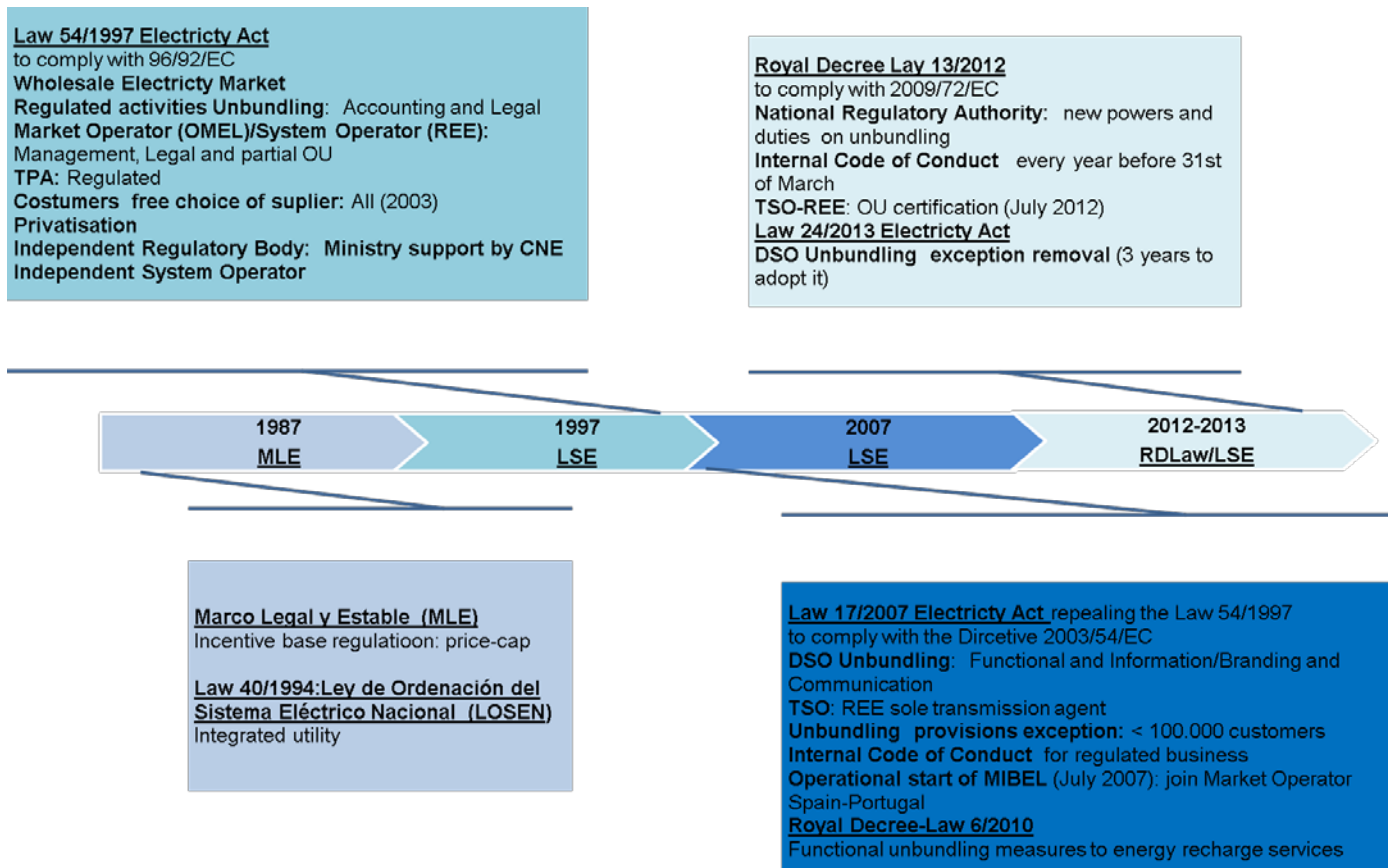 Law 54/1997 Electricty Act
to comply with 96/92/EC
Wholesale Electricty Market
Regulated activities Unbundling: Accounting and Legal
Market Operator (OMEL)/System Operator (REE):
Management, Legal and partial OU
TPA: Regulated
Costumers free choice of suplier: All (2003)
Privatisation
Independent Regulatory Body: Ministry support by CNE
Independent System Operator
Royal Decree Lay 13/2012
to comply with 2009/72/EC
National Regulatory Authority: new powers and
duties on unbundling
Internal Code of Conduct every year before 31st
of March
TSO-REE: OU certification (July 2012)
Law 24/2013 Electricty Act
DSO Unbundling exception removal (3 years to
adopt it)
1987
MLE
1997
LSE
2007
LSE
2012-2013
RDLaw/LSE
Marco Legal y Estable (MLE)
Incentive base regulatioon: price-cap
Law 40/1994:Ley de Ordenación del
Sistema Eléctrico Nacional (LOSEN)
Integrated utility
Law 17/2007 Electricty Act repealing the Law 54/1997
to comply with the Dircetive 2003/54/EC
DSO Unbundling: Functional and Information/Branding and
Communication
TSO: REE sole transmission agent
Unbundling provisions exception: < 100.000 customers
Internal Code of Conduct for regulated business
Operational start of MIBEL (July 2007): join Market Operator
Spain-Portugal
Royal Decree-Law 6/2010
Functional unbundling measures to energy recharge services